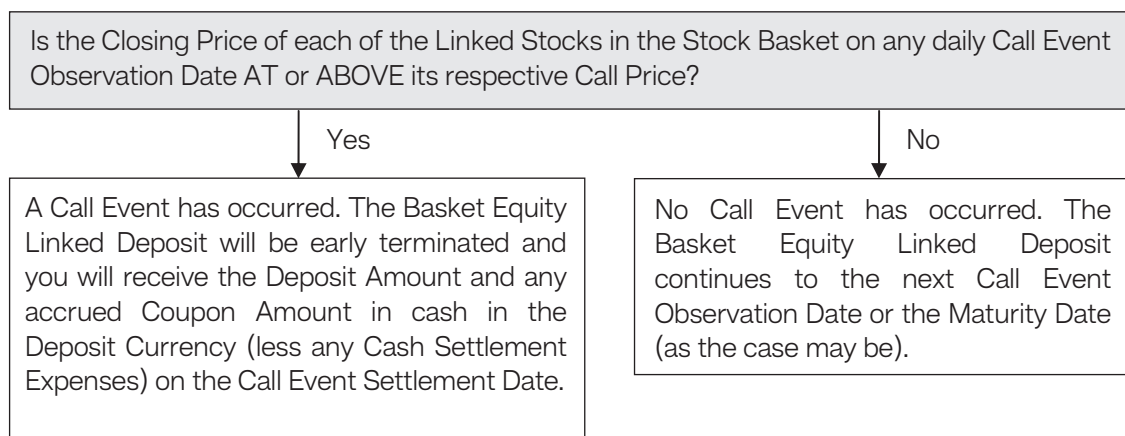 Is the Closing Price of each of the Linked Stocks in the Stock Basket on any daily Call Event
Observation Date AT or ABOVE its respective Call Price?
Yes
No
A Call Event has occurred. The Basket Equity
Linked Deposit will be early terminated and
you will receive the Deposit Amount and any
accrued Coupon Amount in cash in the
Deposit Currency (less any Cash Settlement
Expenses) on the Call Event Settlement Date.
No Call Event has occurred. The
Basket Equity Linked Deposit
continues to the next Call Event
Observation Date or the Maturity Date
(as the case may be).